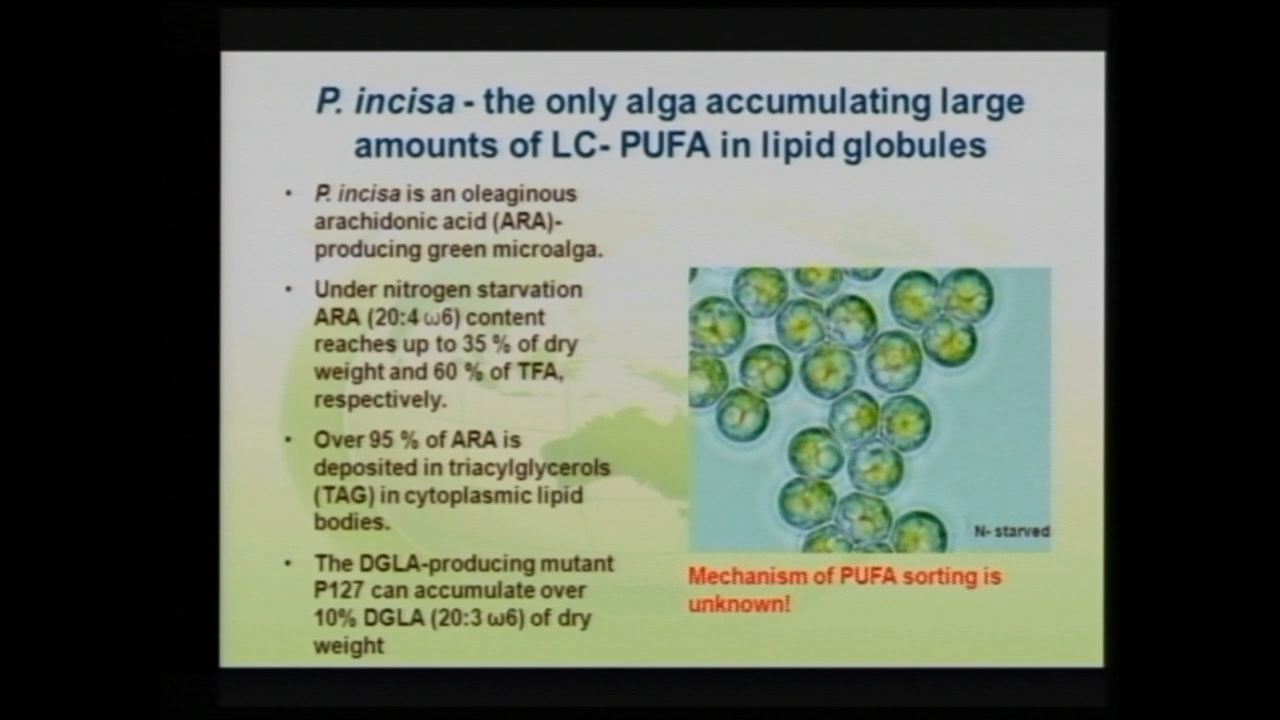 P. incisa - the only alga accumulating large
amounts of LC- PUFA in lipid globules
• P. incisa is an oleaginous
arachidonic acid (ARA)-
producing green microalga.
• Under nitrogen starvation
ARA (20:4 ω6) content
reaches up to 35 % of dry
weight and 60 % of TFA,
respectively.
• Over 95 % of ARA is
deposited in triacylglycerols
(TAG) in cytoplasmic lipid
bodies.
• The DGLA-producing mutant
P127 can accumulate over
10% DGLA (20:3 ω6) of dry
weight
N- starved
Mechanism of PUFA sorting is
unknown!